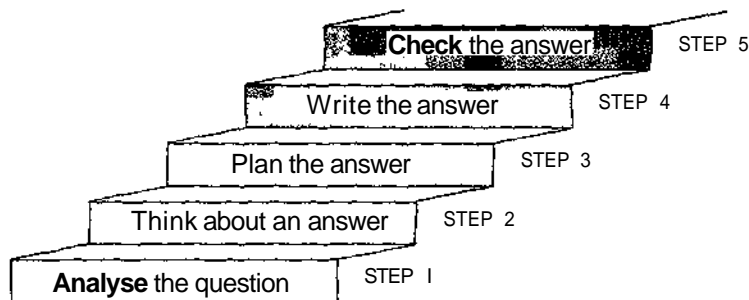 Check the answer STEP 5
Write the answer STEP 4
Plan the answer STEP 3
Think about an answer STEP 2
Analyse the question STEP I